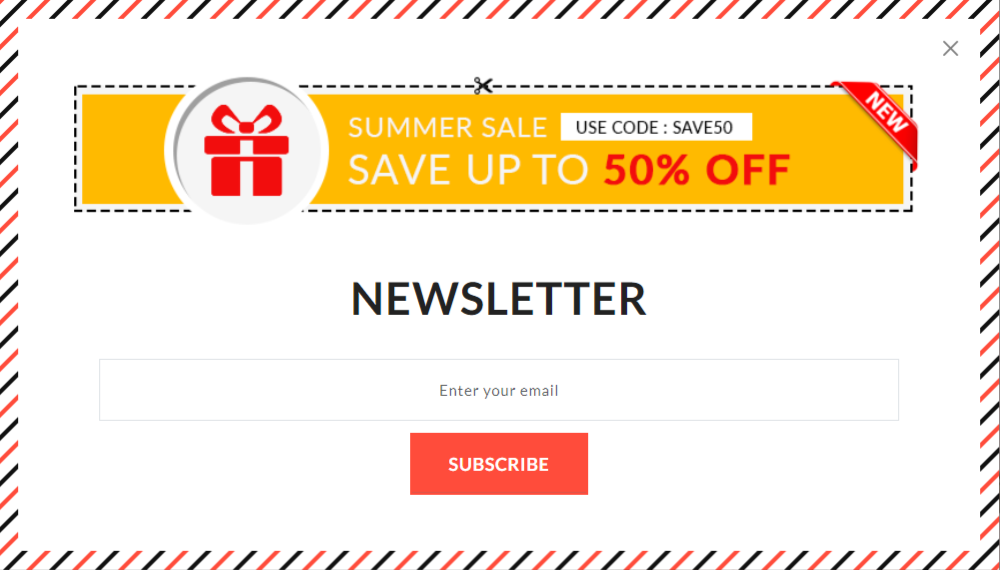 SUMMER SALE USE CODE : SAVE50
SAVE UP TO 50% OFF
NEW
NEWSLETTER
Enter your email
SUBSCRIBE